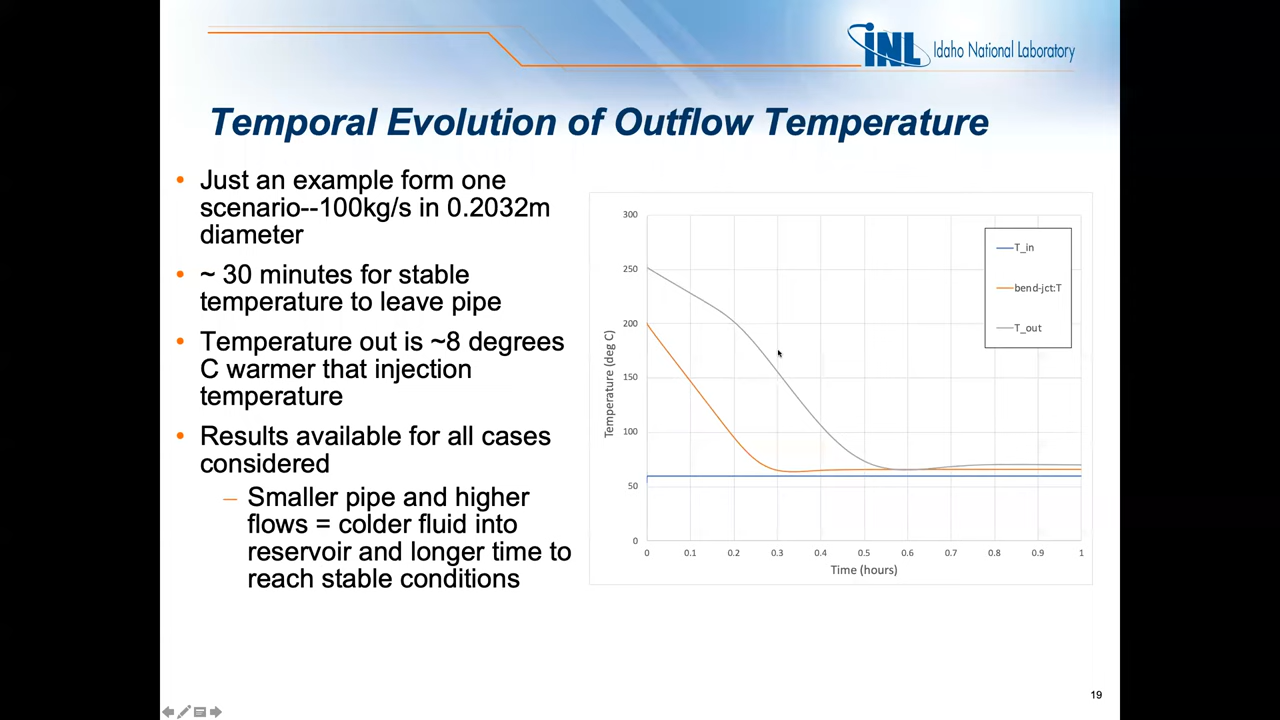 INL Idaho National Laboratory
Temporal Evolution of Outflow Temperature
• Just an example form one
scenario--100kg/s in 0.2032m
diameter
• ~ 30 minutes for stable
temperature to leave pipe
• Temperature out is ~8 degrees
C warmer that injection
temperature
• Results available for all cases
considered
– Smaller pipe and higher
flows = colder fluid into
reservoir and longer time to
reach stable conditions
300
250
200
150
100
50
0
Temperature (deg C)
0 0.1 0.2 0.3 0.4 0.5 0.6 0.7 0.8 0.9 1
Time (hours)
T_in
bend-jct:T
T_out
19